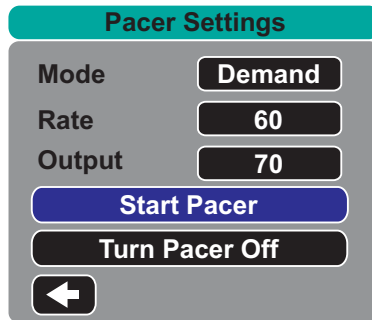 Pacer Settings
Mode Demand
Rate 60
Output 70
Start Pacer
Turn Pacer Off